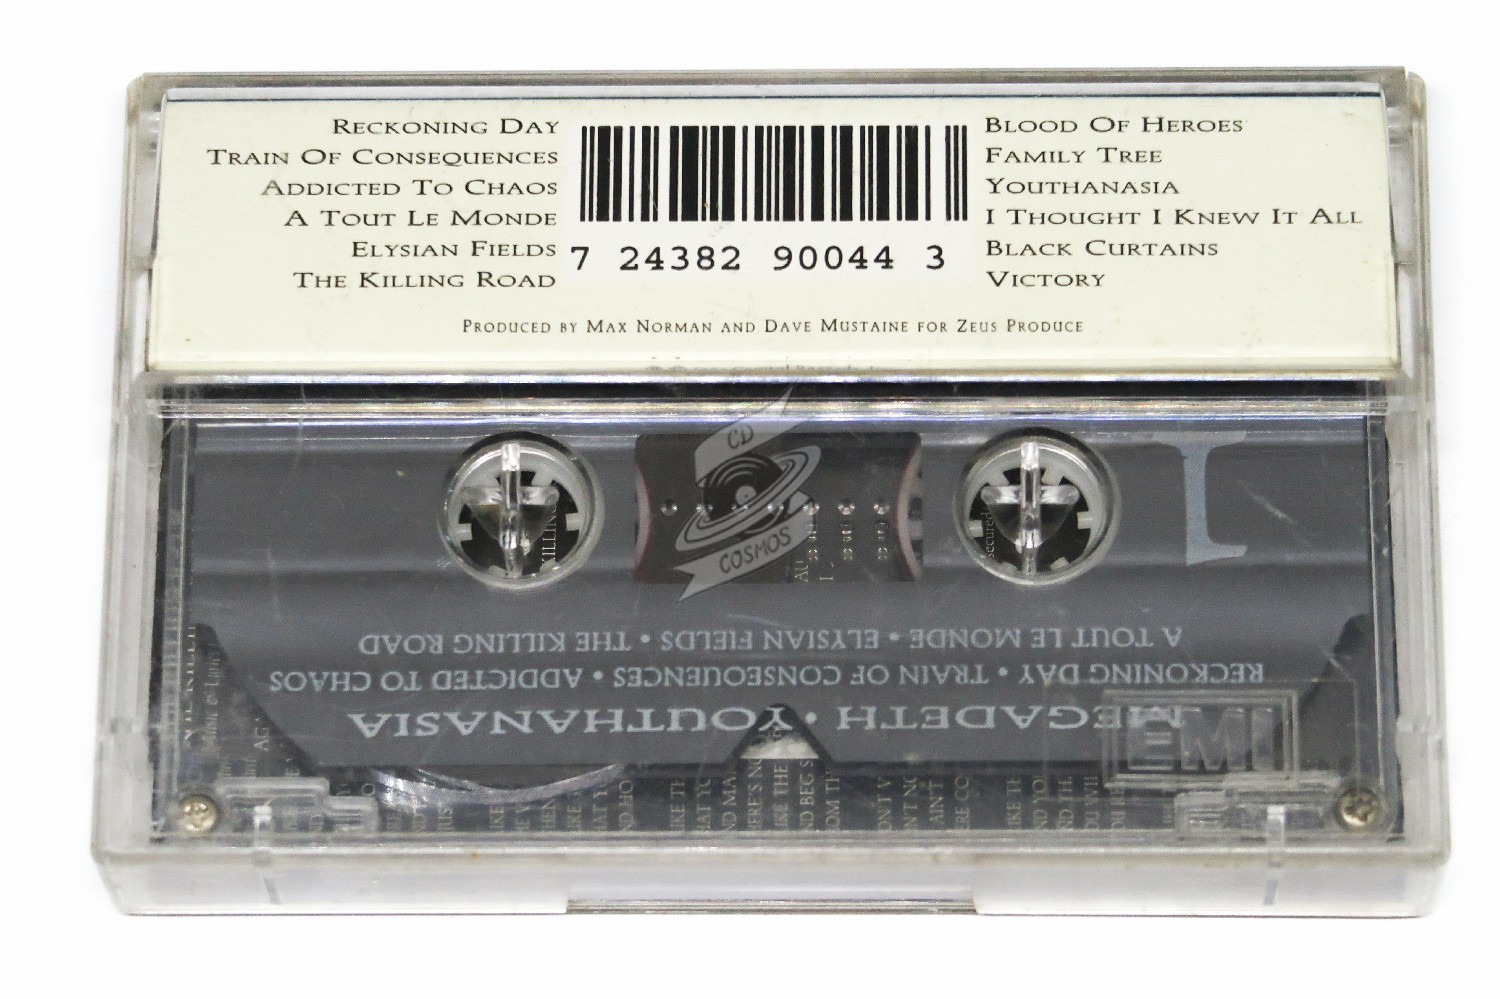 RECKONING DAY
TRAIN OF CONSEQUENCES
ADDICTED TO CHAOS
A TOUT LE MONDE
ELYSIAN FIELDS
THE KILLING ROAD
7 24382 90044 3
BLOOD OF HEROES
FAMILY TREE
YOUTHANASIA
I THOUGHT I KNEW IT ALL
BLACK CURTAINS
VICTORY
PRODUCED BY MAX NORMAN AND DAVE MUSTAINE FOR ZEUS PRODUCE
CD
COSMOS
I
MEGADETH • YOUTHANASIA
RECKONING DAY • TRAIN OF CONSEQUENCES • ADDICTED TO CHAOS
A TOUT LE MONDE • ELYSIAN FIELDS • THE KILLING ROAD
EMI